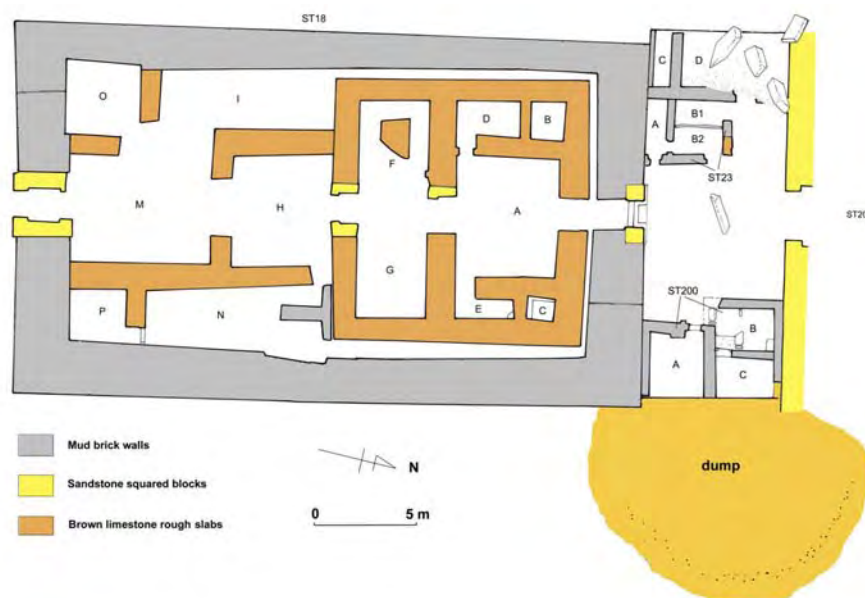 ST18
C
D
O
I
D
B
B1
A
F
B2
ST23
M
H
A
ST20
G
ST200
P
N
E
C
B
A
C
Mud brick walls
Sandstone squared blocks
Brown limestone rough slabs
N
0 5 m
dump